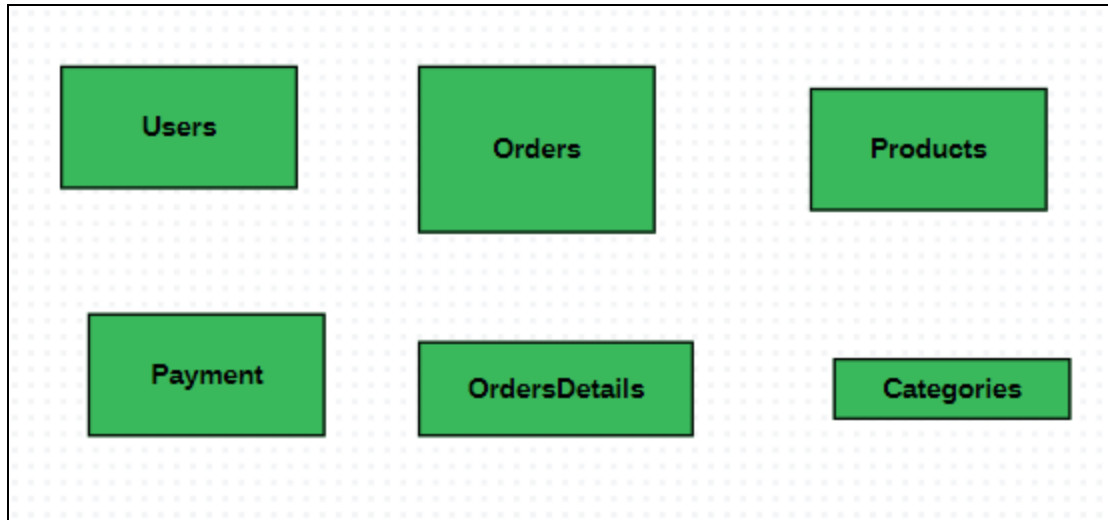 Users
Orders
Products
Payment
OrdersDetails
Categories